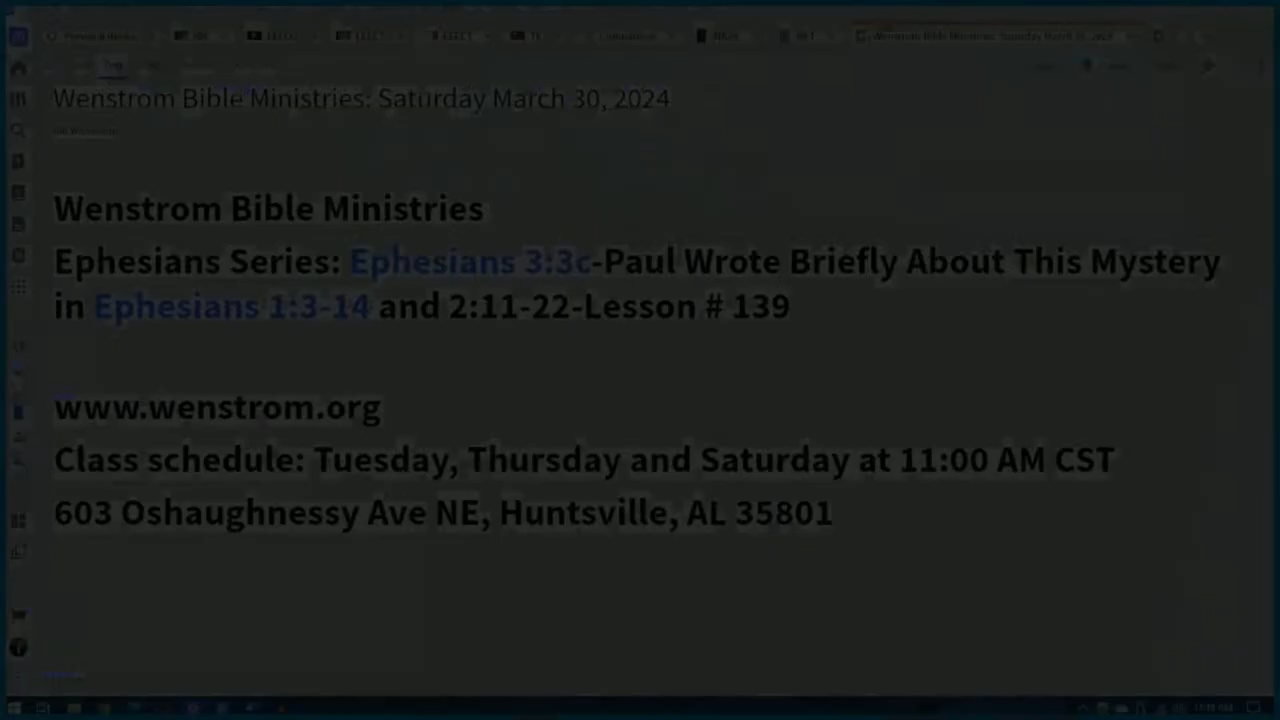 Wenstrom Bible Ministries: Saturday March 30, 2024
Wenstrom Bible Ministries
Ephesians Series: Ephesians 3:3c-Paul Wrote Briefly About This Mystery
in Ephesians 1:3-14 and 2:11-22-Lesson # 139
www.wenstrom.org
Class schedule: Tuesday, Thursday and Saturday at 11:00 AM CST
603 Oshaughnessy Ave NE, Huntsville, AL 35801